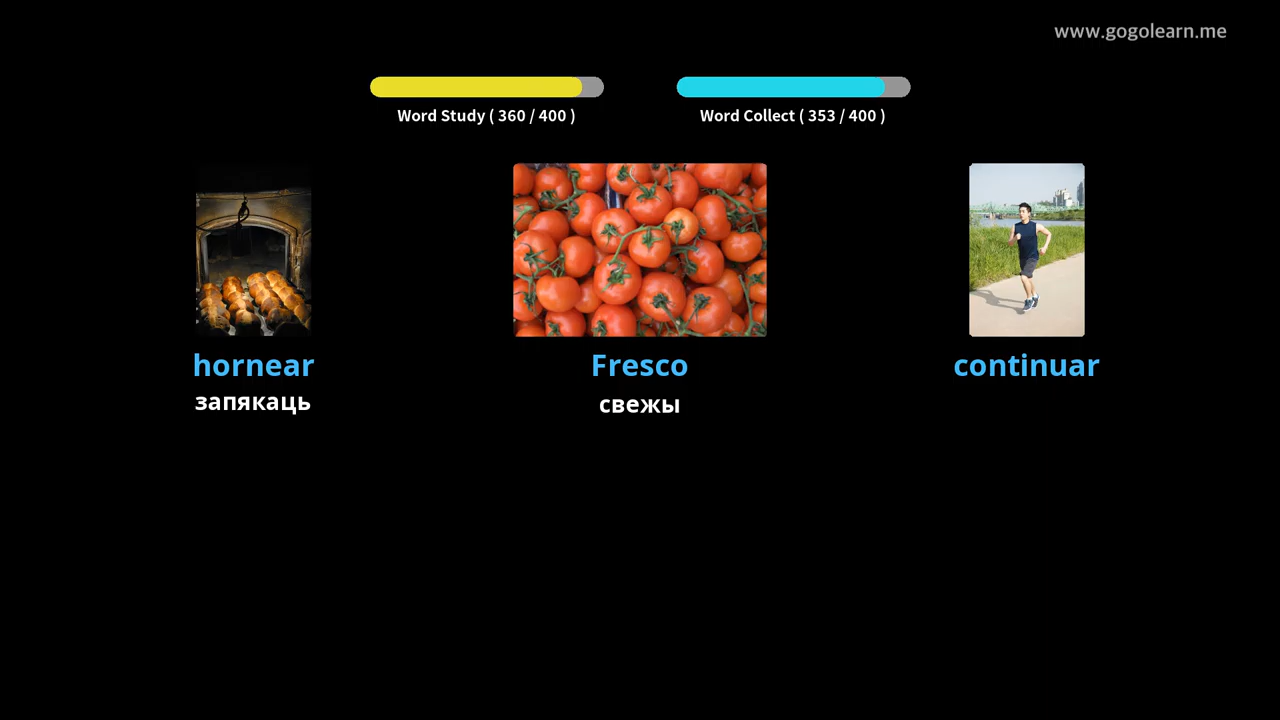 www.gogolearn.me
Word Study ( 360 / 400 )
Word Collect ( 353 / 400 )
hornear
Fresco
continuar
запякаць
свежы